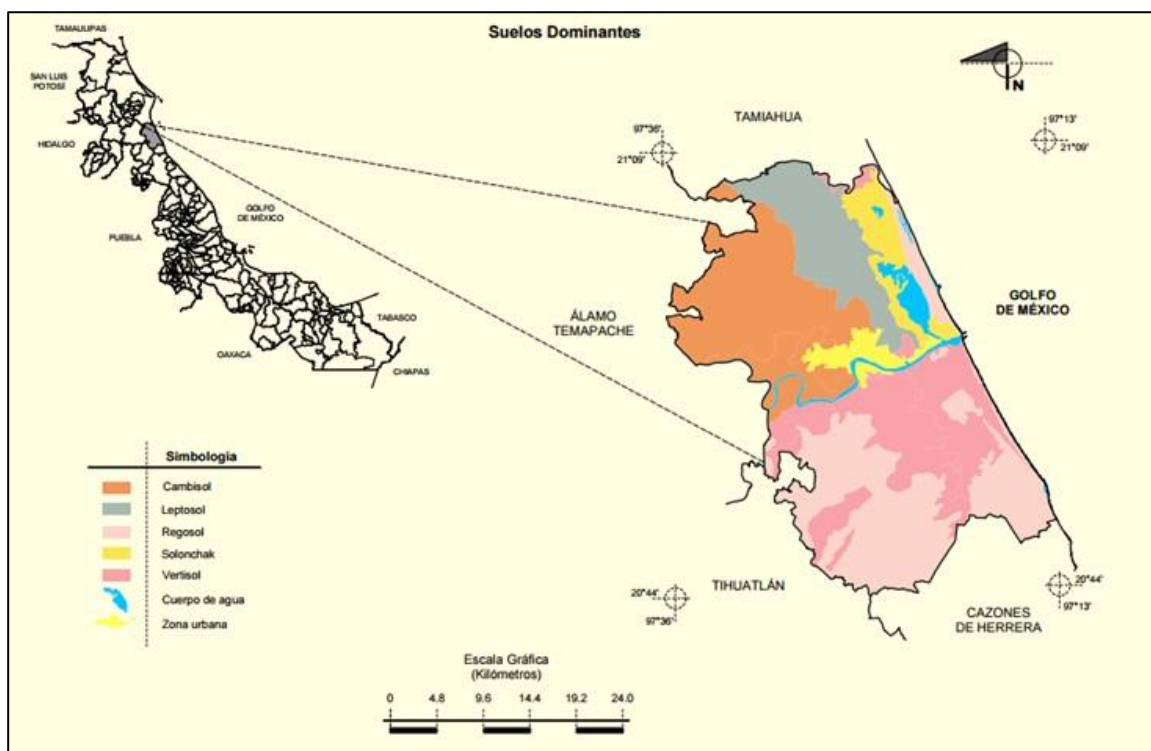 Suelos Dominantes
TAMAULIPAS
SAN LUIS
POTOSÍ
HIDALGO
GOLFO
DE MÉXICO
PUEBLA
TABASCO
OAXACA
CHIAPAS
N
TAMIAHUA
97°36'
21°09'
97°13'
21°09'
ÁLAMO
TEMAPACHE
GOLFO
DE MÉXICO
TIHUATLÁN
20°44'
97°36'
20°44'
97°13'
CAZONES
DE HERRERA
Simbología
Cambisol
Leptosol
Regosol
Solonchak
Vertisol
Cuerpo de agua
Zona urbana
Escala Gráfica
(Kilómetros)
0 4.8 9.6 14.4 19.2 24.0